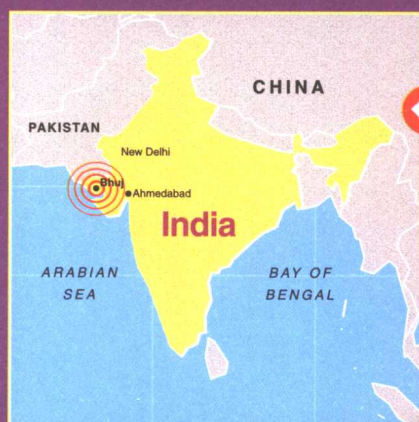 CHINA
PAKISTAN
New Delhi
Bhuj
Ahmedabad
India
ARABIAN
SEA
BAY OF
BENGAL